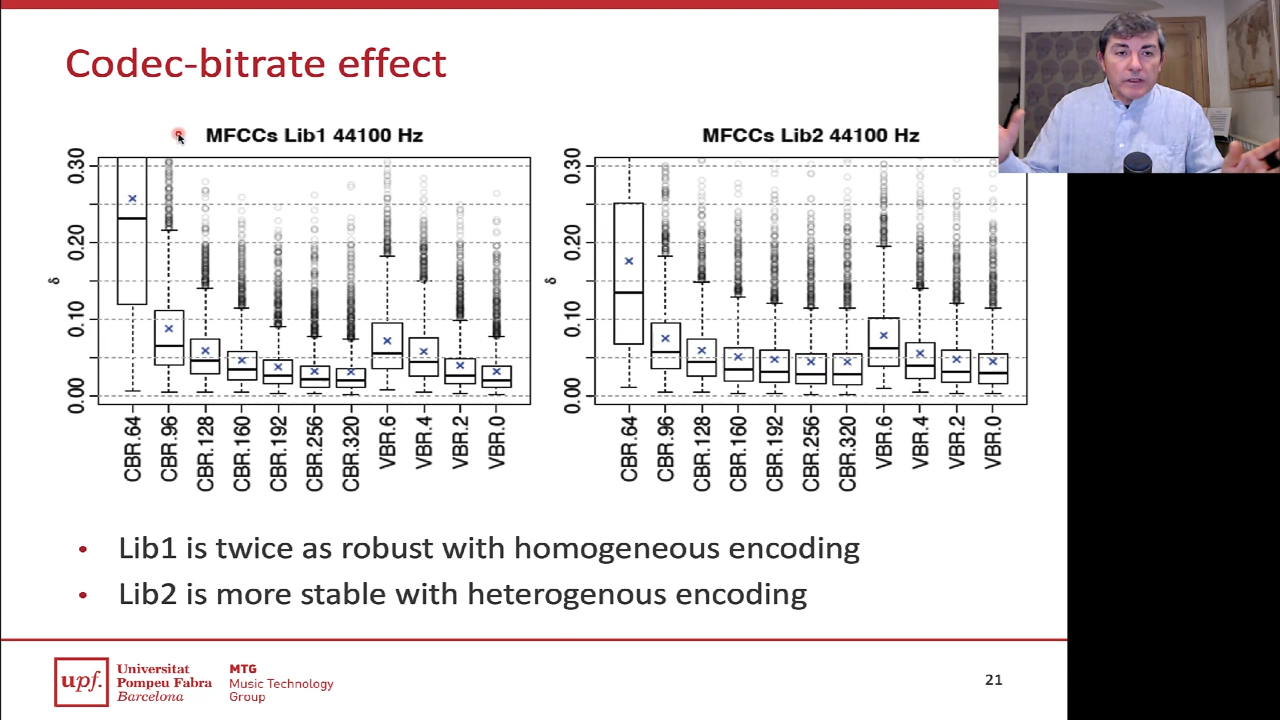 Codec-bitrate effect
MFCCs Lib1 44100 Hz
0.30
0.20
0.10
0.00
δ
CBR.64
CBR.96
CBR.128
CBR.160
CBR.192
CBR.256
CBR.320
VBR.6
VBR.4
VBR.2
VBR.0
MFCCs Lib2 44100 Hz
0.30
0.20
0.10
0.00
δ
CBR.64
CBR.96
CBR.128
CBR.160
CBR.192
CBR.256
CBR.320
VBR.6
VBR.4
VBR.2
VBR.0
• Lib1 is twice as robust with homogeneous encoding
• Lib2 is more stable with heterogenous encoding
upf.
Universitat
Pompeu Fabra
Barcelona
MTG
Music Technology
Group
21